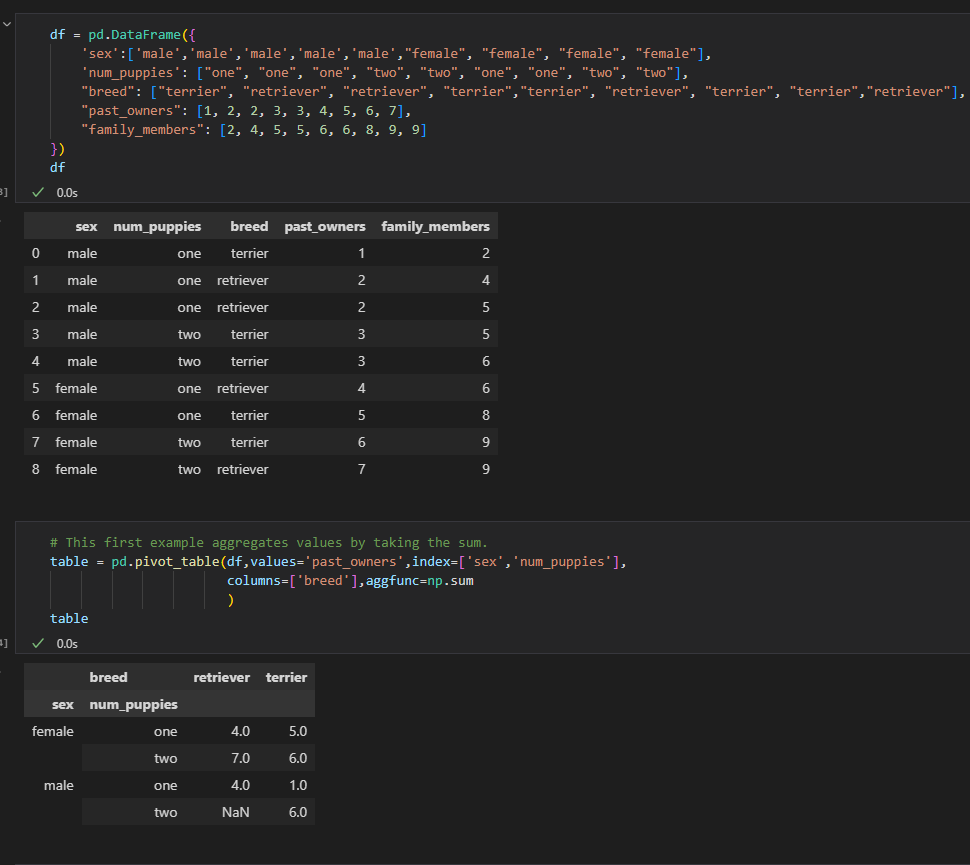 df = pd.DataFrame({
'sex':['male','male','male','male','male',"female", "female", "female", "female"],
'num_puppies': ["one", "one", "one", "two", "two", "one", "one", "two", "two"],
"breed": ["terrier", "retriever", "retriever", "terrier","terrier", "retriever", "terrier", "terrier","retriever"],
"past_owners": [1, 2, 2, 3, 3, 4, 5, 6, 7],
"family_members": [2, 4, 5, 5, 6, 6, 8, 9, 9]
})
df
3] 0.0s
sex num_puppies breed past_owners family_members
0 male one terrier 1 2
1 male one retriever 2 4
2 male one retriever 2 5
3 male two terrier 3 5
4 male two terrier 3 6
5 female one retriever 4 6
6 female one terrier 5 8
7 female two terrier 6 9
8 female two retriever 7 9
# This first example aggregates values by taking the sum.
table = pd.pivot_table(df,values='past_owners',index=['sex','num_puppies'],
columns=['breed'],aggfunc=np.sum
)
table
4] 0.0s
breed retriever terrier
sex num_puppies
female one 4.0 5.0
two 7.0 6.0
male one 4.0 1.0
two NaN 6.0